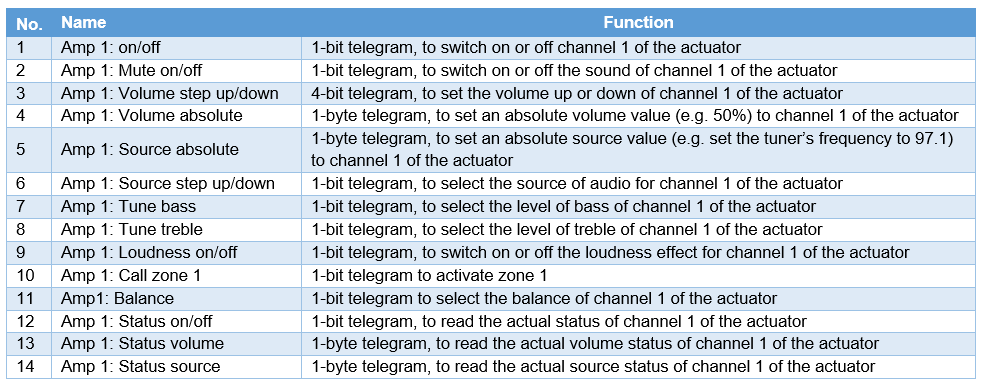 No. Name Function
1 Amp 1: on/off 1-bit telegram, to switch on or off channel 1 of the actuator
2 Amp 1: Mute on/off 1-bit telegram, to switch on or off the sound of channel 1 of the actuator
3 Amp 1: Volume step up/down 4-bit telegram, to set the volume up or down of channel 1 of the actuator
4 Amp 1: Volume absolute 1-byte telegram, to set an absolute volume value (e.g. 50%) to channel 1 of the actuator
5 Amp 1: Source absolute 1-byte telegram, to set an absolute source value (e.g. set the tuner’s frequency to 97.1)
to channel 1 of the actuator
6 Amp 1: Source step up/down 1-bit telegram, to select the source of audio for channel 1 of the actuator
7 Amp 1: Tune bass 1-bit telegram, to select the level of bass of channel 1 of the actuator
8 Amp 1: Tune treble 1-bit telegram, to select the level of treble of channel 1 of the actuator
9 Amp 1: Loudness on/off 1-bit telegram, to switch on or off the loudness effect for channel 1 of the actuator
10 Amp 1: Call zone 1 1-bit telegram to activate zone 1
11 Amp1: Balance 1-bit telegram to select the balance of channel 1 of the actuator
12 Amp 1: Status on/off 1-bit telegram, to read the actual status of channel 1 of the actuator
13 Amp 1: Status volume 1-byte telegram, to read the actual volume status of channel 1 of the actuator
14 Amp 1: Status source 1-byte telegram, to read the actual source status of channel 1 of the actuator